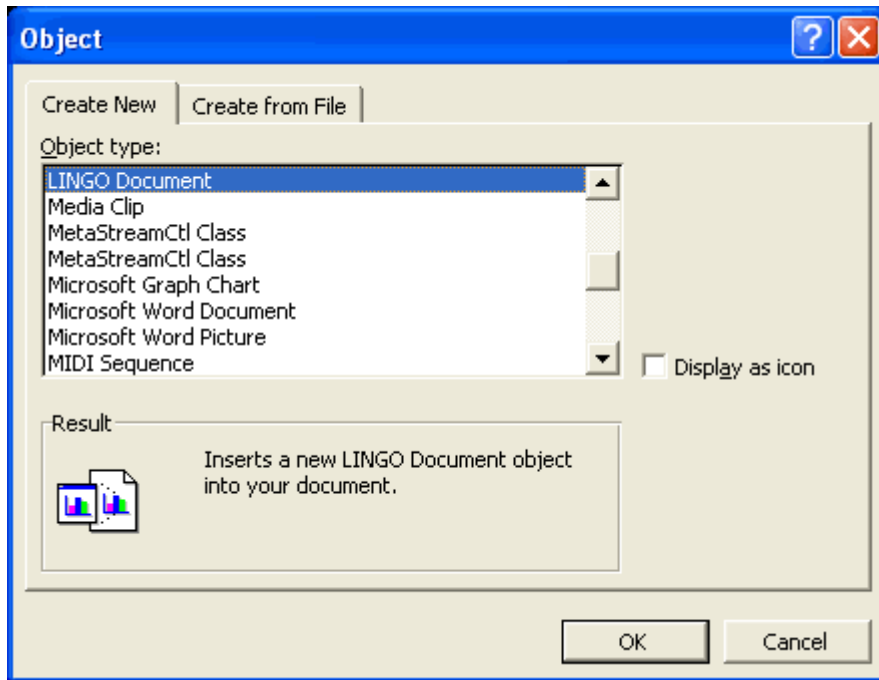 Object
Create New
Create from File
Object type:
LINGO Document
Media Clip
MetaStreamCtl Class
MetaStreamCtl Class
Microsoft Graph Chart
Microsoft Word Document
Microsoft Word Picture
MIDI Sequence
Display as icon
Result
Inserts a new LINGO Document object
into your document.
OK
Cancel